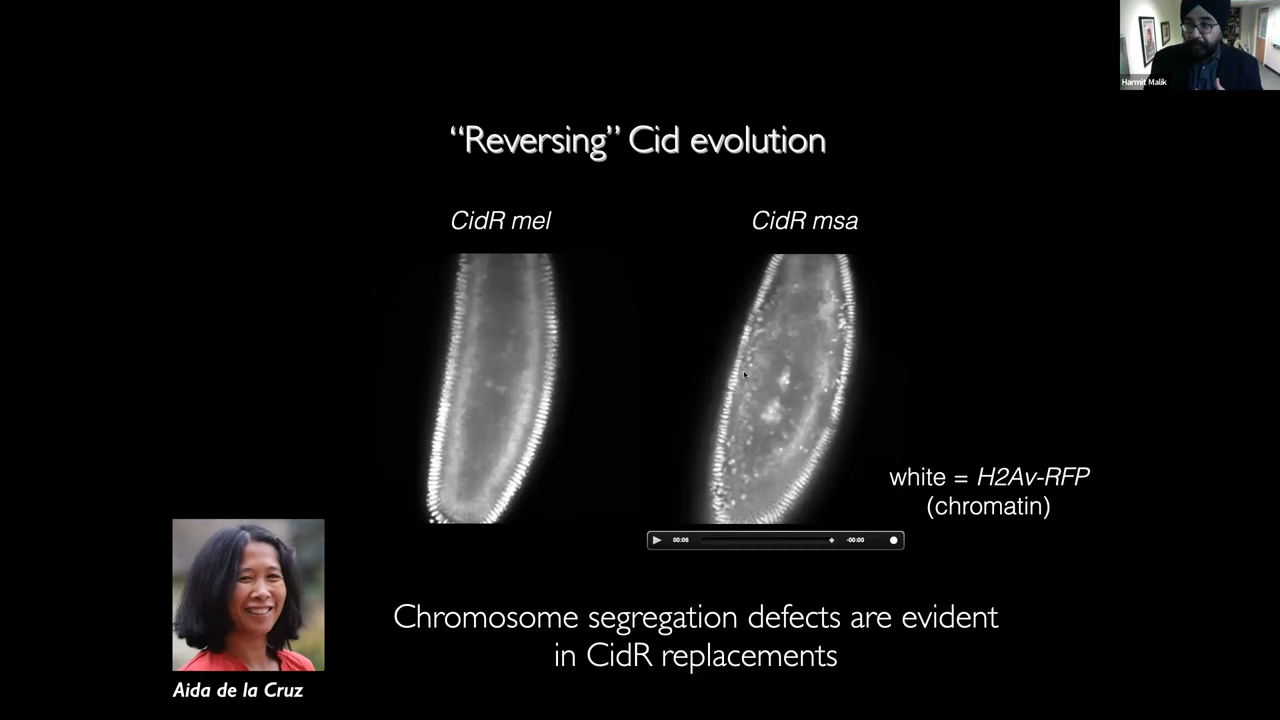 Harmit Malik
“Reversing” Cid evolution
CidR mel
CidR msa
white = H2Av-RFP
(chromatin)
00:06
-00:00
Chromosome segregation defects are evident
in CidR replacements
Aida de la Cruz